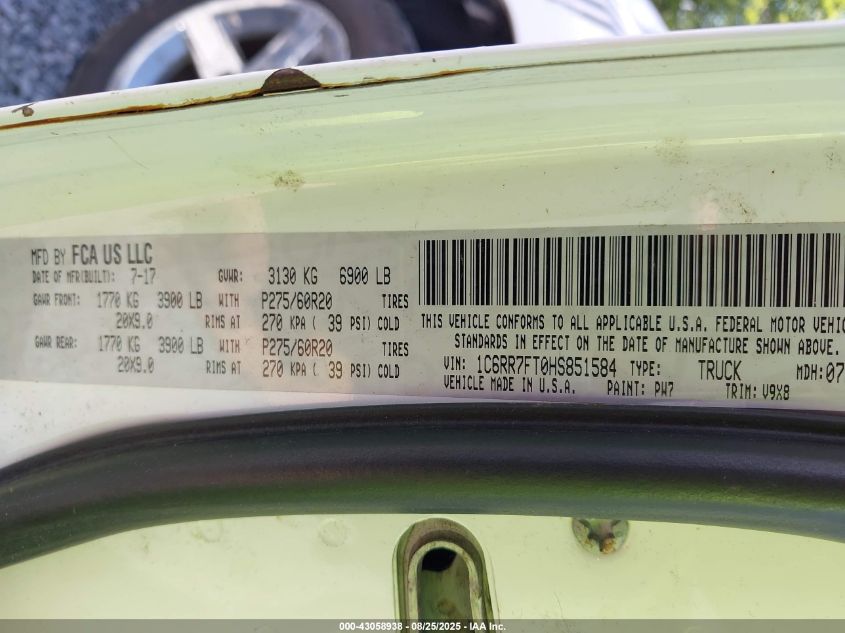 MFD BY FCA US LLC
DATE OF MFR(BUILT): 7-17 GVWR: 3130 KG 6900 LB
GAWR FRONT: 1770 KG 3900 LB WITH P275/60R20 TIRES
20X9.0 RIMS AT 270 KPA ( 39 PSI) COLD
GAWR REAR: 1770 KG 3900 LB WITH P275/60R20 TIRES
20X9.0 RIMS AT 270 KPA ( 39 PSI) COLD
THIS VEHICLE CONFORMS TO ALL APPLICABLE U.S.A. FEDERAL MOTOR VEHIC
STANDARDS IN EFFECT ON THE DATE OF MANUFACTURE SHOWN ABOVE.
VIN: 1C6RR7FT0HS851584 TYPE: TRUCK MDH:07
VEHICLE MADE IN U.S.A. PAINT: PW7 TRIM: V9X8
000-43058938 - 08/25/2025 - IAA Inc.